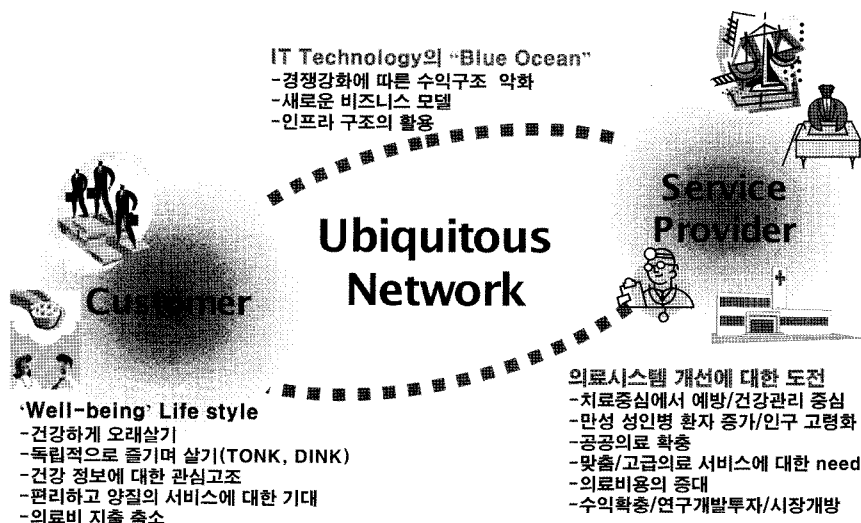 IT Technology의 “Blue Ocean”
-경쟁강화에 따른 수익구조 악화
-새로운 비즈니스 모델
-인프라 구조의 활용
Service
Provider
Ubiquitous
Network
Customer
‘Well-being’ Life style
-건강하게 오래살기
-독립적으로 즐기며 살기(TONK, DINK)
-건강 정보에 대한 관심고조
-편리하고 양질의 서비스에 대한 기대
-의료비 지출 축소
의료시스템 개선에 대한 도전
-치료중심에서 예방/건강관리 중심
-만성 성인병 환자 증가/인구 고령화
-공공의료 확충
-맞춤/고급의료 서비스에 대한 need
-의료비용의 증대
-수익확충/연구개발투자/시장개방